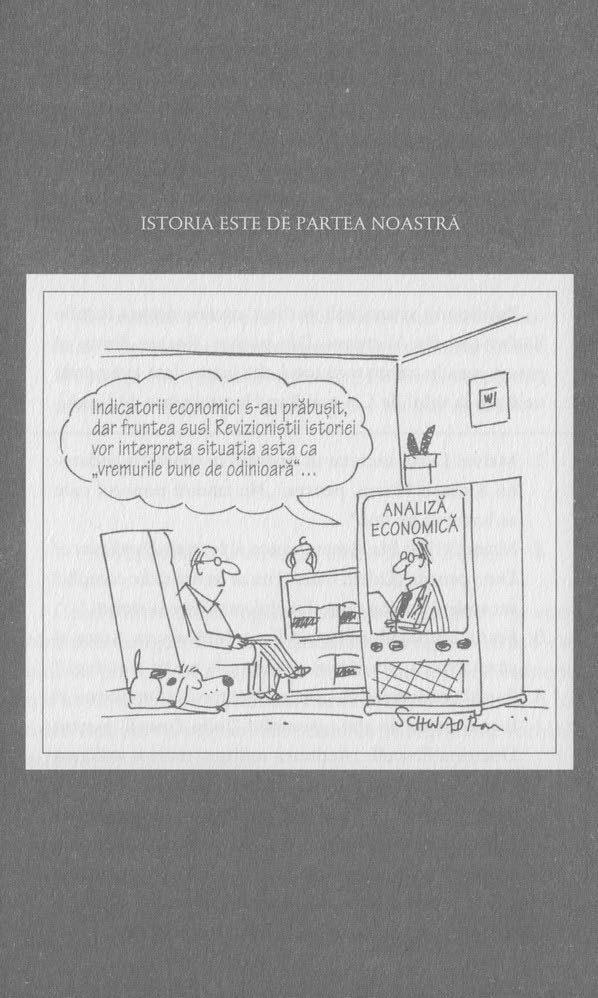 ISTORIA ESTE DE PARTEA NOASTRĂ
Indicatorii economici s-au prăbușit,
dar fruntea sus! Revizioniștii istoriei
vor interpreta situația asta ca
„vremurile bune de odinioară“...
ANALIZĂ
ECONOMICĂ
SCHWADRON